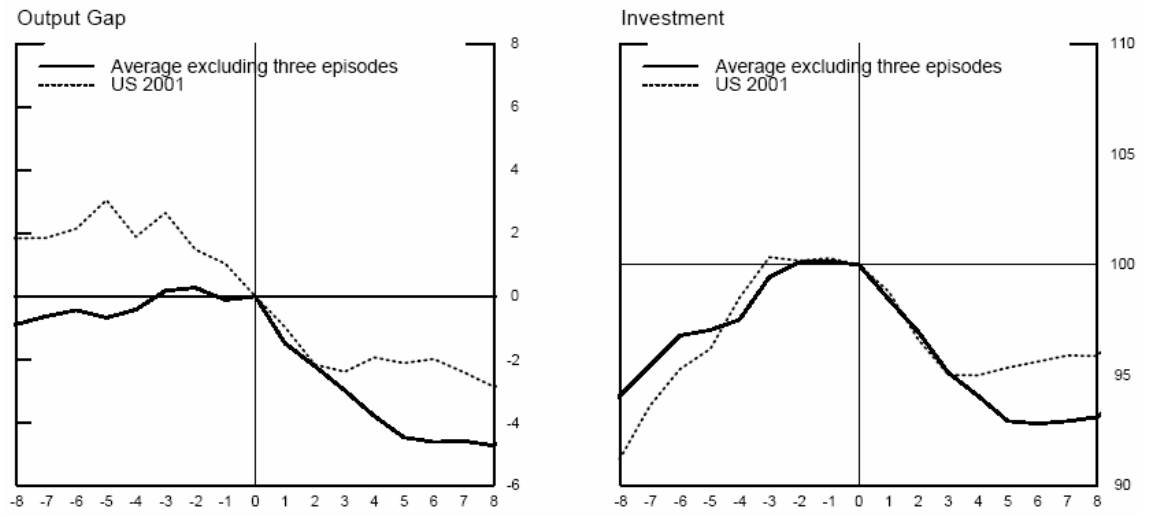 Output Gap
Average excluding three episodes
US 2001
8
6
4
2
0
-2
-4
-6
-8 -7 -6 -5 -4 -3 -2 -1 0 1 2 3 4 5 6 7 8
Investment
Average excluding three episodes
US 2001
110
105
100
95
90
-8 -7 -6 -5 -4 -3 -2 -1 0 1 2 3 4 5 6 7 8